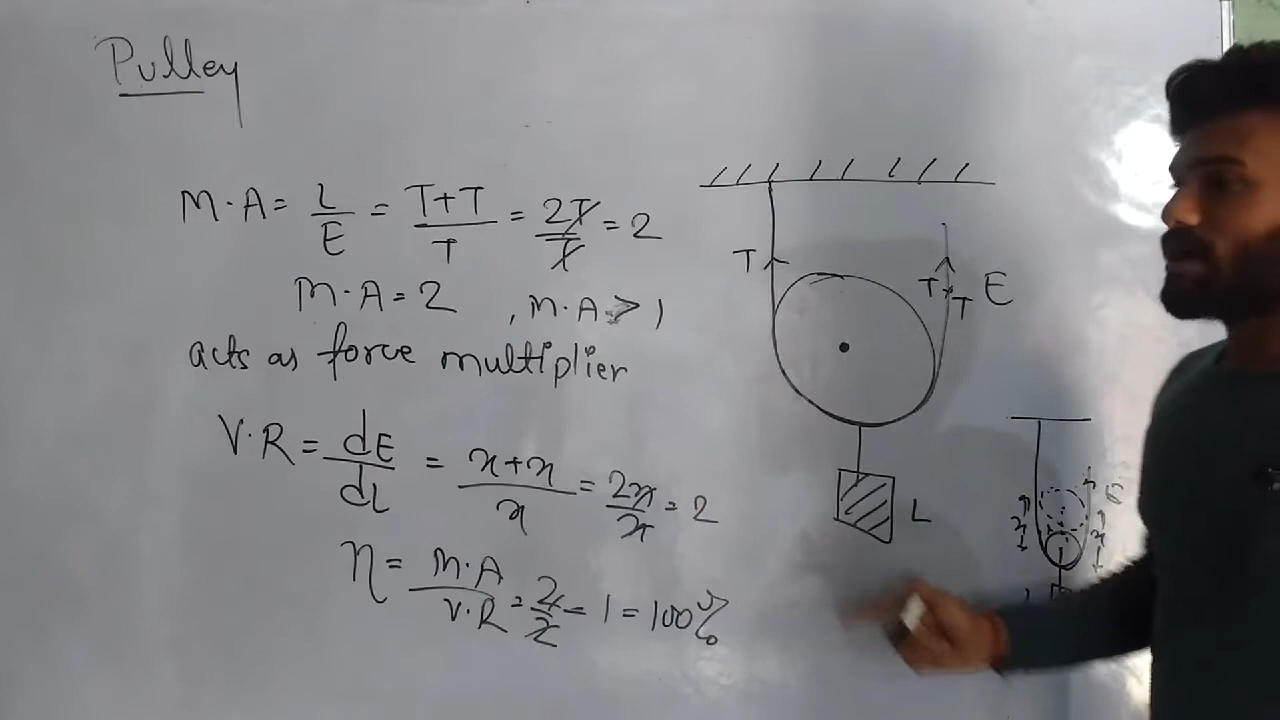 Pulley
M·A = L/E = T+T/T = 2T/T = 2
M·A = 2 , M·A > 1
acts as force multiplier
V·R = dE/dL = x+x/x = 2x/x = 2
η = M·A/V·R = 2/2 = 1 = 100%
T
T T E
L
x x E